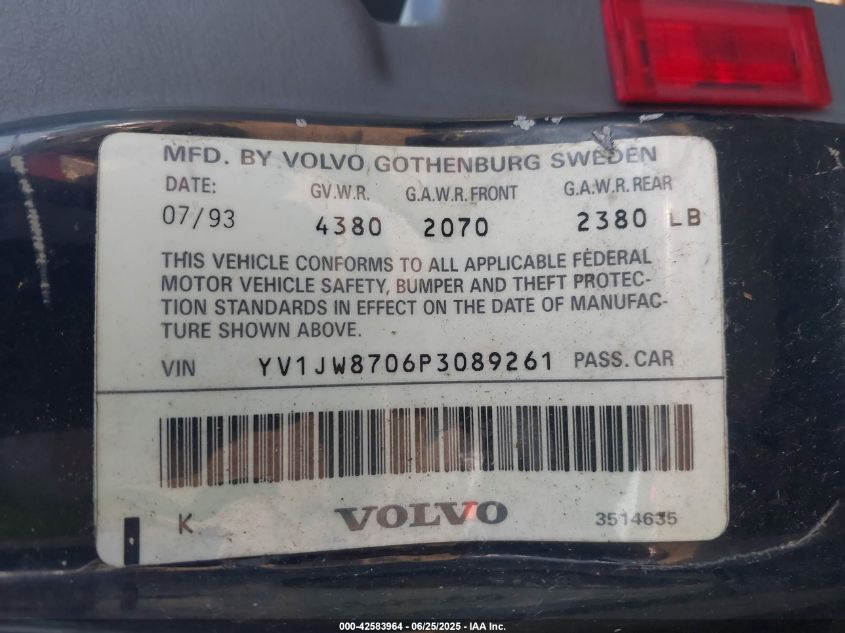 MFD. BY VOLVO GOTHENBURG SWEDEN
DATE: GV.W.R. G.A.W.R. FRONT G.A.W.R. REAR
07/93 4380 2070 2380 LB
THIS VEHICLE CONFORMS TO ALL APPLICABLE FEDERAL
MOTOR VEHICLE SAFETY, BUMPER AND THEFT PROTEC-
TION STANDARDS IN EFFECT ON THE DATE OF MANUFAC-
TURE SHOWN ABOVE.
VIN YV1JW8706P3089261 PASS. CAR
K VOLVO 3514635
000-42583964 | 06/25/2025 - IAA Inc.